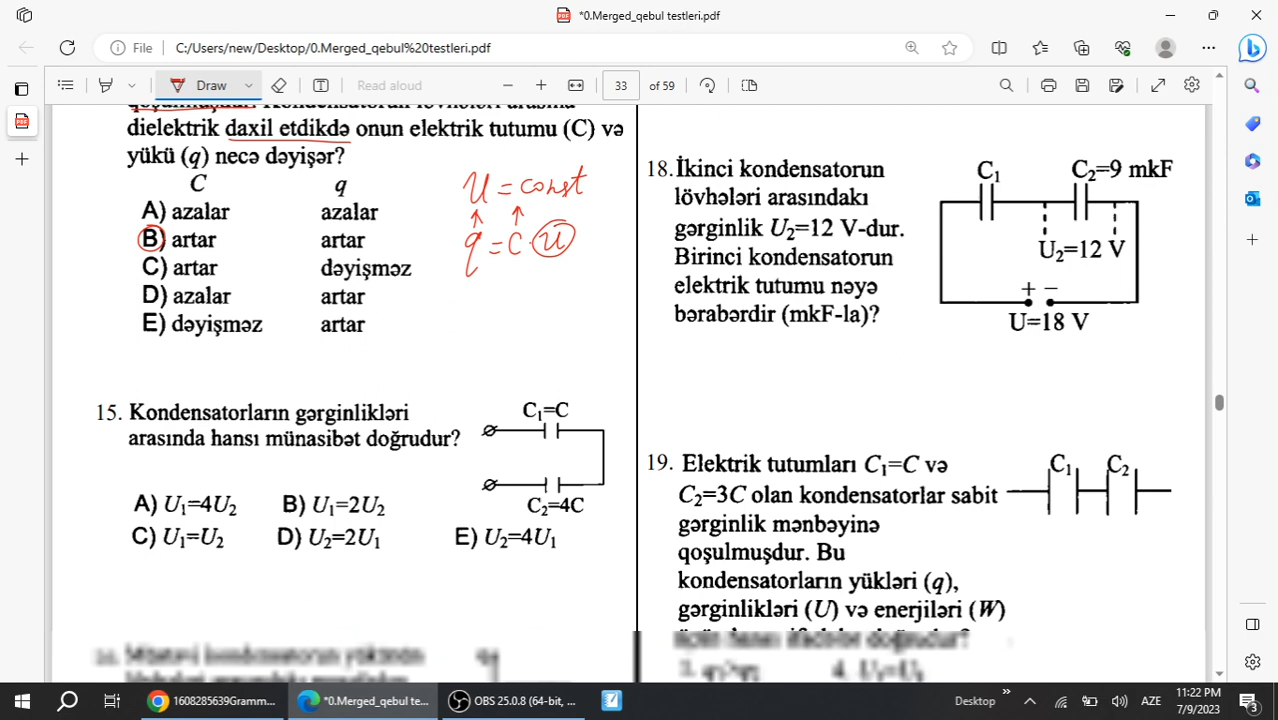 *0.Merged_qebul testleri.pdf
File C:/Users/new/Desktop/0.Merged_qebul%20testleri.pdf
Draw Read aloud 33 of 59
dielektrik daxil etdikdə onun elektrik tutumu (C) və
yükü (q) necə dəyişər?
C q
A) azalar azalar
B) artar artar
C) artar dəyişməz
D) azalar artar
E) dəyişməz artar
U = const
q = C · U
15. Kondensatorların gərginlikləri
arasında hansı münasibət doğrudur?
C₁=C
C₂=4C
A) U₁=4U₂ B) U₁=2U₂
C) U₁=U₂ D) U₂=2U₁ E) U₂=4U₁
18. İkinci kondensatorun
lövhələri arasındakı
gərginlik U₂=12 V-dur.
Birinci kondensatorun
elektrik tutumu nəyə
bərabərdir (mkF-la)?
C₁ C₂=9 mkF
U₂=12 V
+ −
U=18 V
19. Elektrik tutumları C₁=C və
C₂=3C olan kondensatorlar sabit
gərginlik mənbəyinə
qoşulmuşdur. Bu
kondensatorların yükləri (q),
gərginlikləri (U) və enerjiləri (W)
C₁ C₂
1608285639Gramm... *0.Merged_qebul te... OBS 25.0.8 (64-bit, ... Desktop AZE 11:22 PM
7/9/2023 3